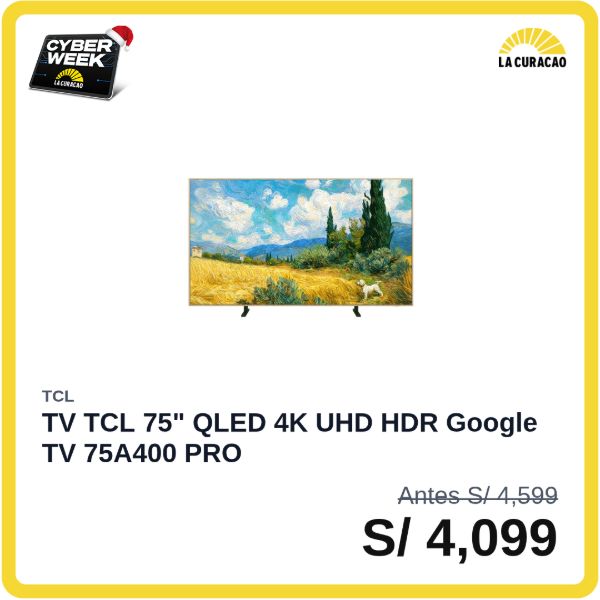 CYBER
WEEK
LA CURACAO
LA CURACAO
TCL
TV TCL 75" QLED 4K UHD HDR Google
TV 75A400 PRO
Antes S/ 4,599
S/ 4,099